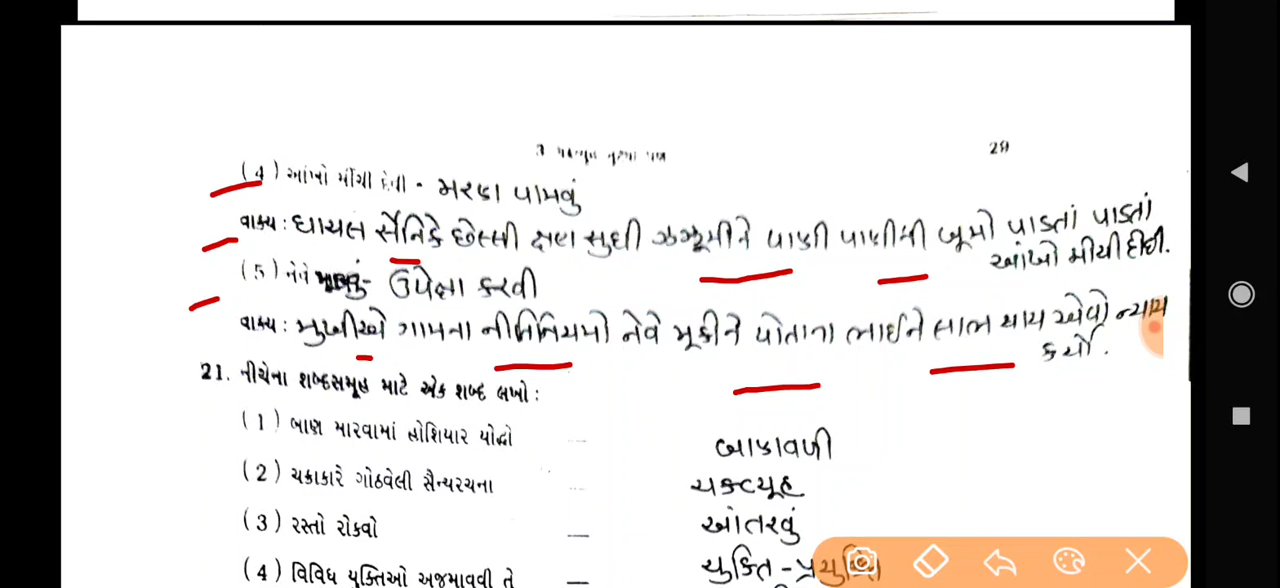 29
(4) આંખો મીંચી દેવી - મરણ પામવું
વાક્ય: ઘાયલ સૈનિકે છેલ્લી ક્ષણ સુધી ઝઝૂમીને પાણી પાણીની બૂમો પાડતાં પાડતાં
આંખો મીંચી દીધી.
(5) નેવે મૂકવું- ઉપેક્ષા કરવી
વાક્ય: મુખીએ ગામના નીતિનિયમો નેવે મૂકીને પોતાના ભાઈને લાભ થાય એવો ન્યાય
કર્યો.
21. નીચેના શબ્દસમૂહ માટે એક શબ્દ લખો:
(1) બાણ મારવામાં હોશિયાર યોદ્ધો — બાણાવળી
(2) ચક્રાકારે ગોઠવેલી સૈન્યરચના — ચક્રવ્યૂહ
(3) રસ્તો રોકવો — આંતરવું
(4) વિવિધ યુક્તિઓ અજમાવવી તે — યુક્તિ-પ્રયુક્તિ